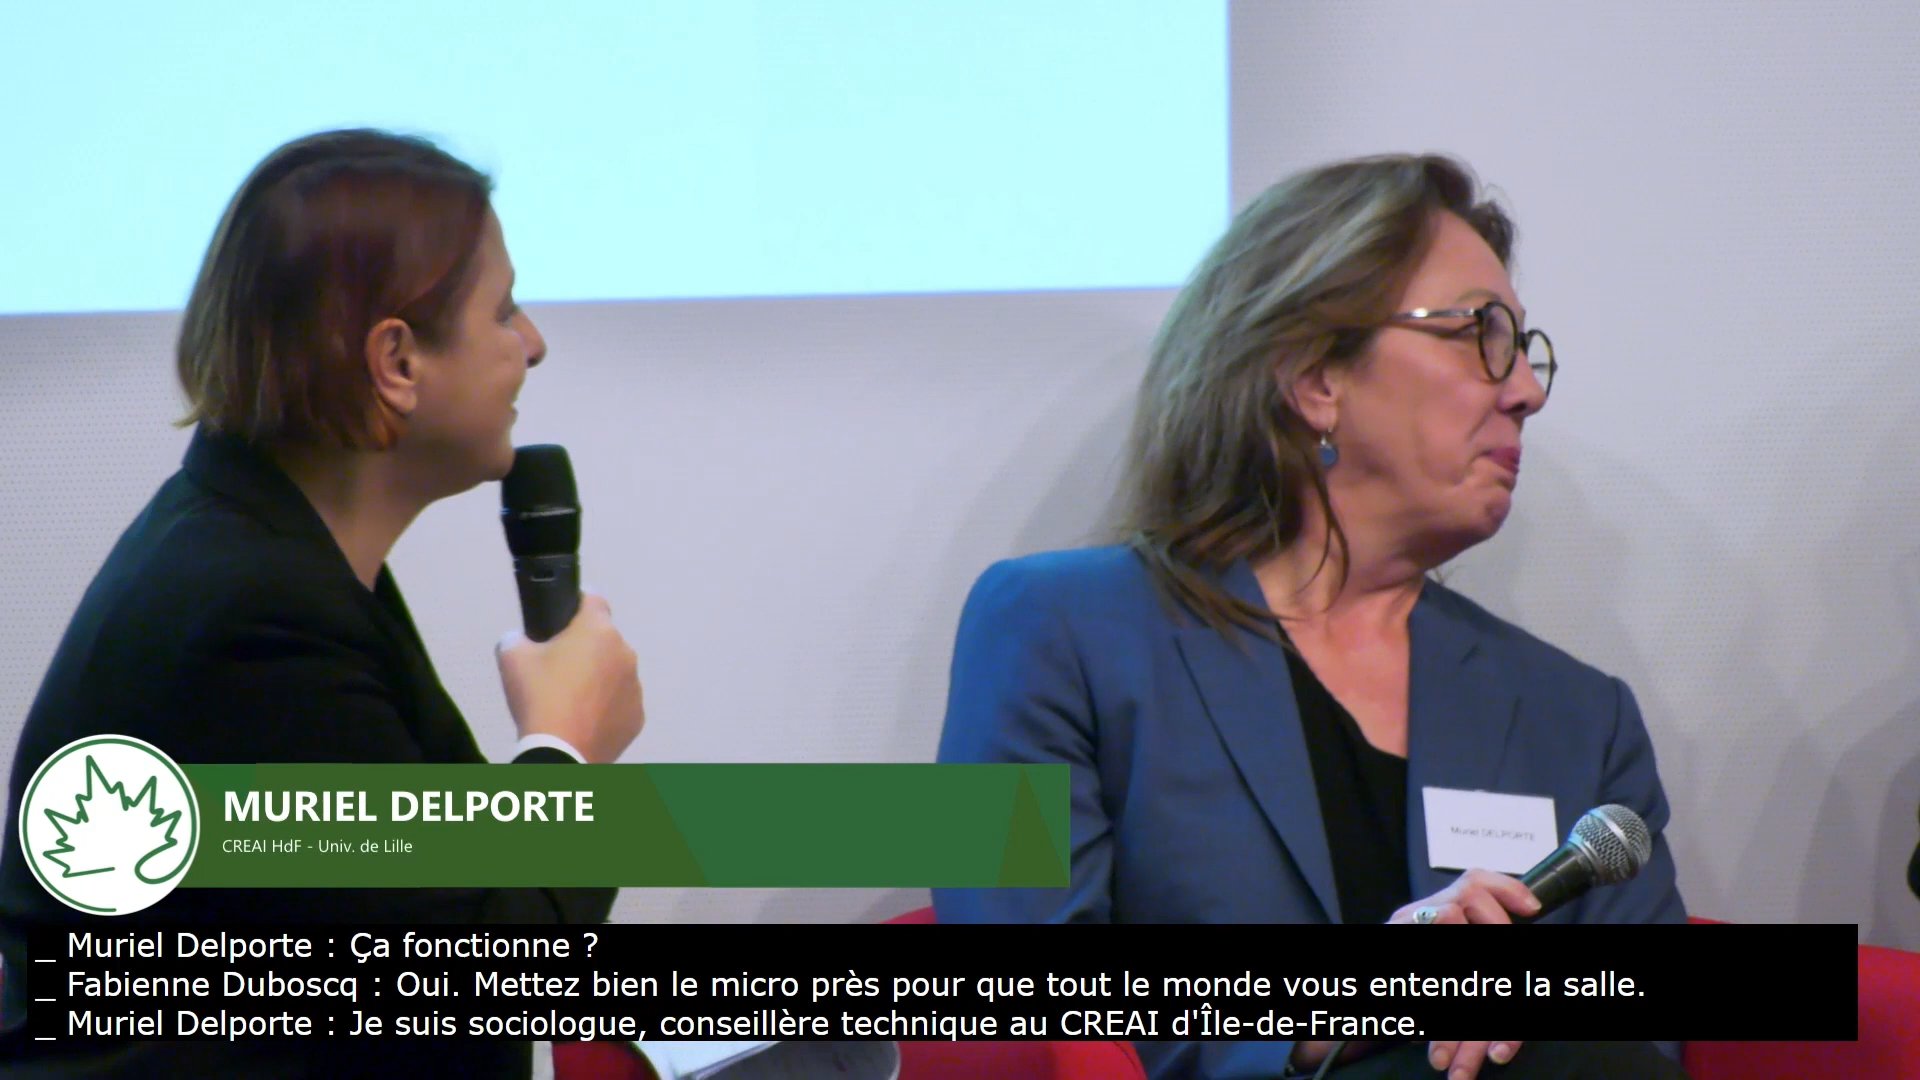 Muriel DELPORTE
MURIEL DELPORTE
CREAI HdF - Univ. de Lille
_ Muriel Delporte : Ça fonctionne ?
_ Fabienne Duboscq : Oui. Mettez bien le micro près pour que tout le monde vous entendre la salle.
_ Muriel Delporte : Je suis sociologue, conseillère technique au CREAI d'Île-de-France.